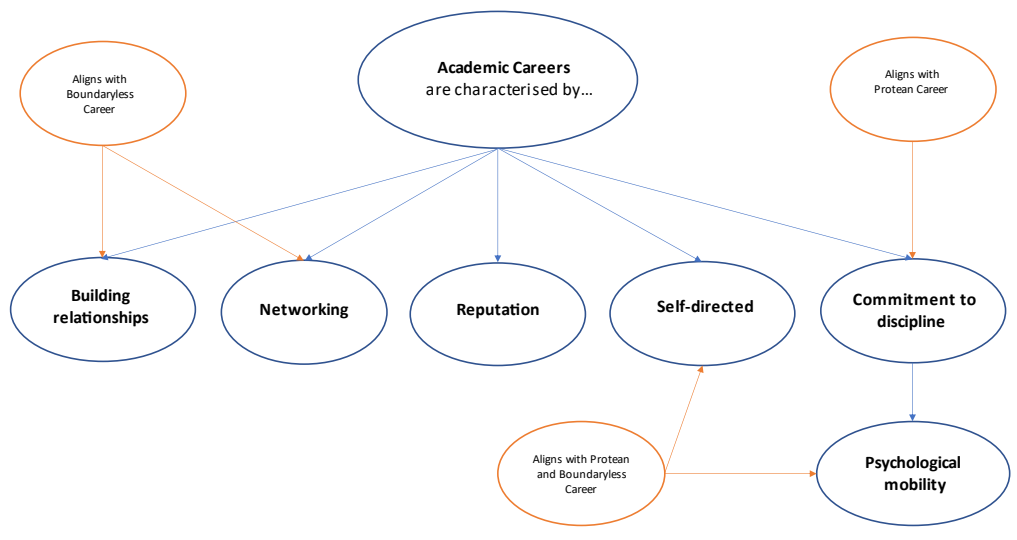 Academic Careers
are characterised by...
Aligns with
Boundaryless
Career
Aligns with
Protean Career
Building
relationships
Networking
Reputation
Self-directed
Commitment to
discipline
Aligns with Protean
and Boundaryless
Career
Psychological
mobility